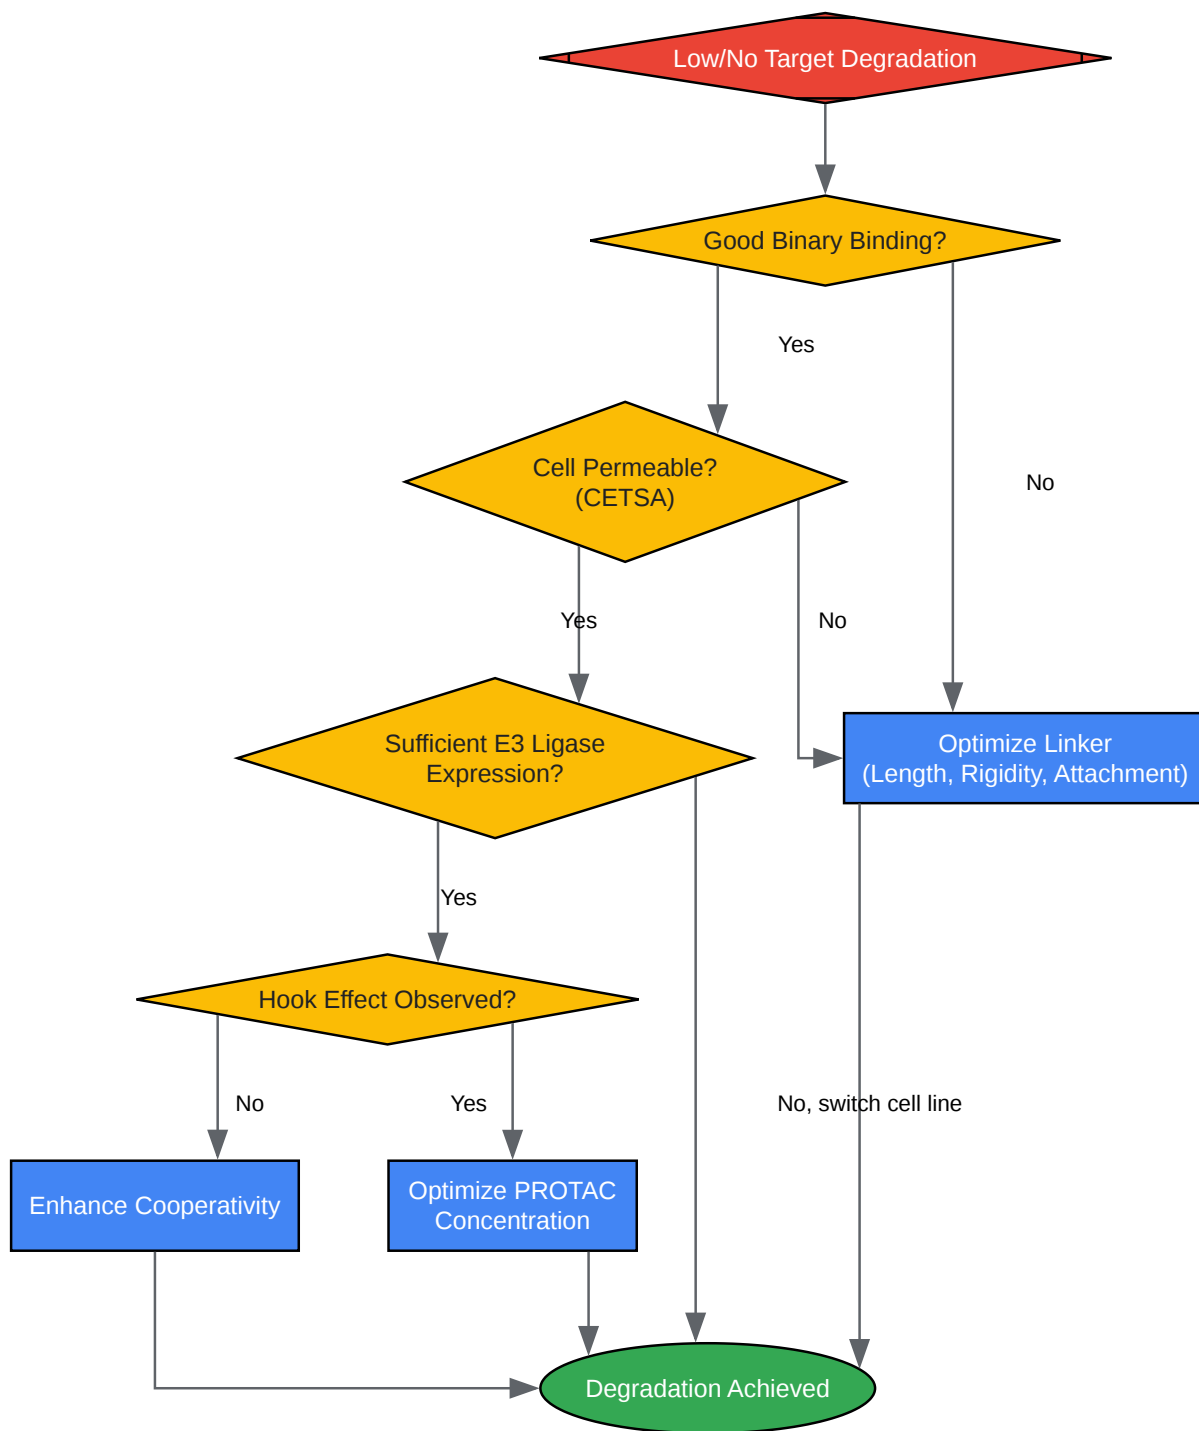 Low/No Target Degradation
Good Binary Binding?
Yes
Cell Permeable?
(CETSA)
No
Yes
No
Sufficient E3 Ligase
Expression?
Optimize Linker
(Length, Rigidity, Attachment)
Yes
Hook Effect Observed?
No
Yes
No, switch cell line
Enhance Cooperativity
Optimize PROTAC
Concentration
Degradation Achieved